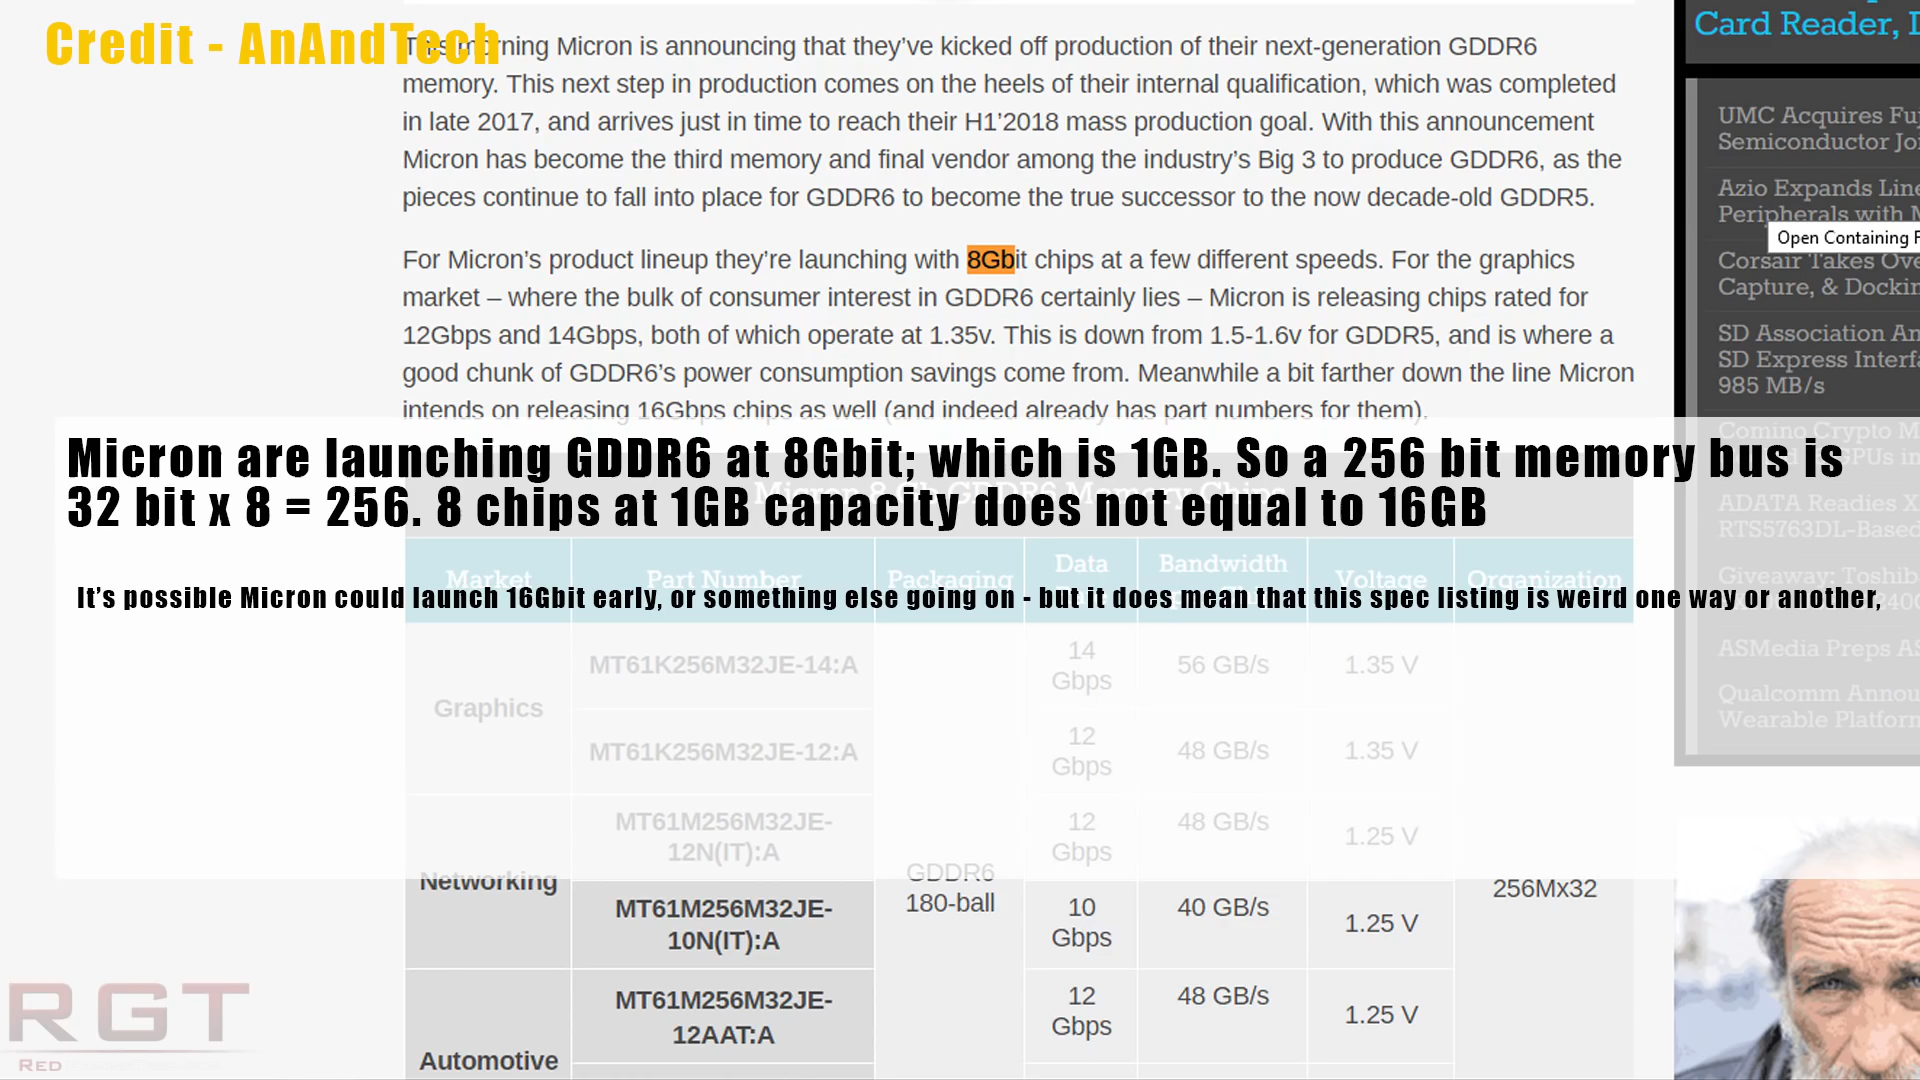 Credit - AnAndTech
This morning Micron is announcing that they’ve kicked off production of their next-generation GDDR6
memory. This next step in production comes on the heels of their internal qualification, which was completed
in late 2017, and arrives just in time to reach their H1’2018 mass production goal. With this announcement
Micron has become the third memory and final vendor among the industry’s Big 3 to produce GDDR6, as the
pieces continue to fall into place for GDDR6 to become the true successor to the now decade-old GDDR5.
For Micron’s product lineup they’re launching with 8Gbit chips at a few different speeds. For the graphics
market – where the bulk of consumer interest in GDDR6 certainly lies – Micron is releasing chips rated for
12Gbps and 14Gbps, both of which operate at 1.35v. This is down from 1.5-1.6v for GDDR5, and is where a
good chunk of GDDR6’s power consumption savings come from. Meanwhile a bit farther down the line Micron
intends on releasing 16Gbps chips as well (and indeed already has part numbers for them).
Micron are launching GDDR6 at 8Gbit; which is 1GB. So a 256 bit memory bus is
32 bit x 8 = 256. 8 chips at 1GB capacity does not equal to 16GB
Micron 8 Gb GDDR6 Memory Chips
It’s possible Micron could launch 16Gbit early, or something else going on - but it does mean that this spec listing is weird one way or another,
Market Part Number Packaging Data Bandwidth Voltage Organization
Graphics
MT61K256M32JE-14:A
14
Gbps
56 GB/s
1.35 V
MT61K256M32JE-12:A
12
Gbps
48 GB/s
1.35 V
Networking
MT61M256M32JE-
12N(IT):A
12
Gbps
48 GB/s
1.25 V
GDDR6
180-ball
256Mx32
MT61M256M32JE-
10N(IT):A
10
Gbps
40 GB/s
1.25 V
Automotive
MT61M256M32JE-
12AAT:A
12
Gbps
48 GB/s
1.25 V
Card Reader,
UMC Acquires
Semiconductor
Azio Expands
Peripherals with
Open Containing
Corsair Takes
Capture, &
SD Association
SD Express
985 MB/s
Comino Crypto
ADATA Readies
RTS5763DL-Based
Giveaway:
ASMedia Preps
Qualcomm
Wearable
RGT
RED